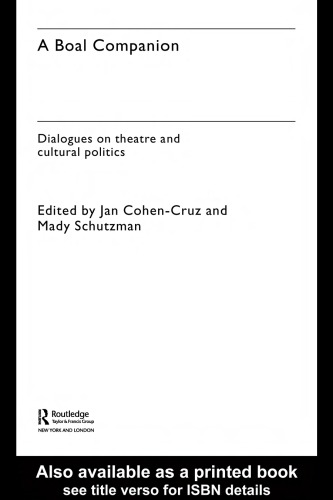 A Boal Companion
Dialogues on theatre and
cultural politics
Edited by Jan Cohen-Cruz and
Mady Schutzman
R Routledge
Taylor & Francis Group
NEW YORK AND LONDON
Also available as a printed book
see title verso for ISBN details